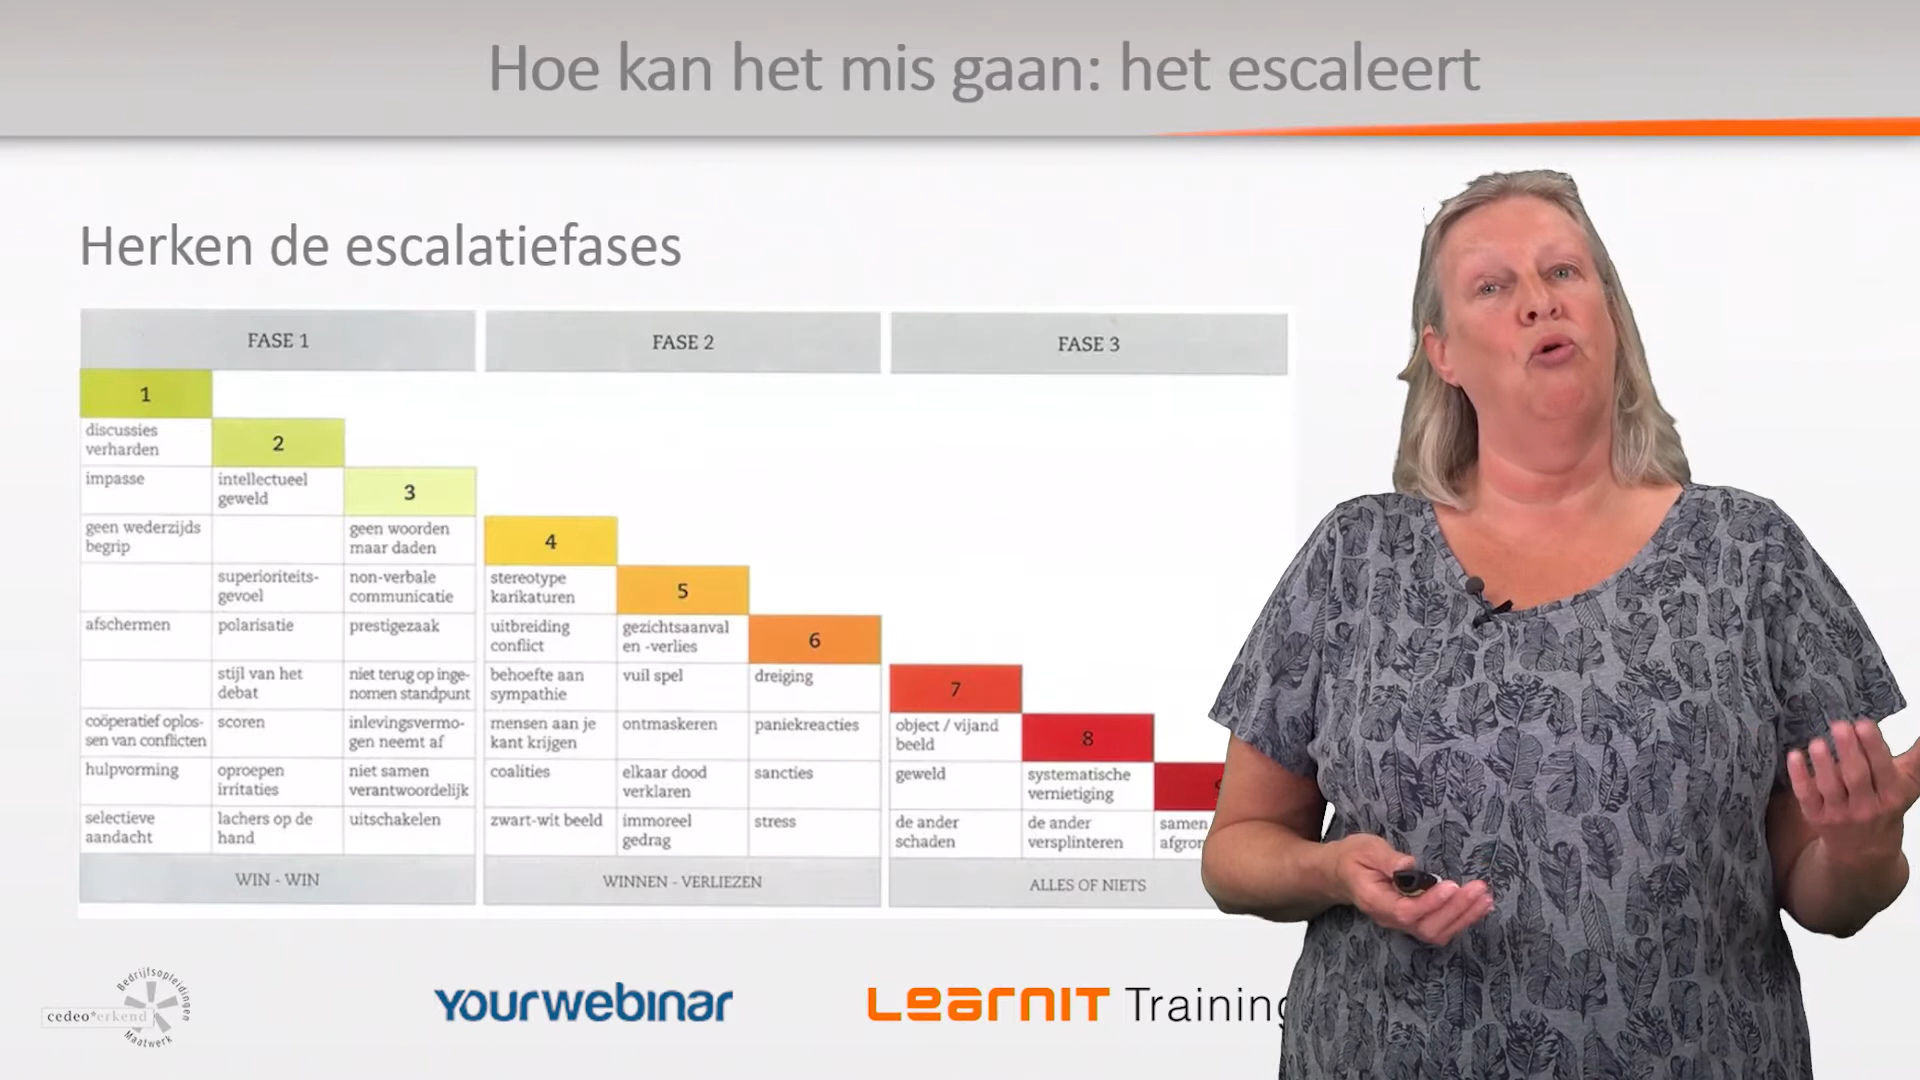 Hoe kan het mis gaan: het escaleert
Herken de escalatiefases
FASE 1
FASE 2
FASE 3
1
discussies
verharden
impasse
geen wederzijds
begrip
afschermen
coöperatief oplos-
sen van conflicten
hulpvorming
selectieve
aandacht
2
intellectueel
geweld
superioriteits-
gevoel
polarisatie
stijl van het
debat
scoren
oproepen
irritaties
lachers op de
hand
3
geen woorden
maar daden
non-verbale
communicatie
prestigezaak
niet terug op inge-
nomen standpunt
inlevingsvermo-
gen neemt af
niet samen
verantwoordelijk
uitschakelen
WIN - WIN
4
stereotype
karikaturen
uitbreiding
conflict
behoefte aan
sympathie
mensen aan je
kant krijgen
coalities
zwart-wit beeld
5
gezichtsaanval
en -verlies
vuil spel
ontmaskeren
elkaar dood
verklaren
immoreel
gedrag
6
dreiging
paniekreacties
sancties
stress
WINNEN - VERLIEZEN
7
object / vijand
beeld
geweld
de ander
schaden
8
systematische
vernietiging
de ander
versplinteren
samen
ALLES OF NIETS
cedeo*erkend
Bedrijfsopleidingen
Maatwerk
YOURWEBINAR
LEARNIT Training